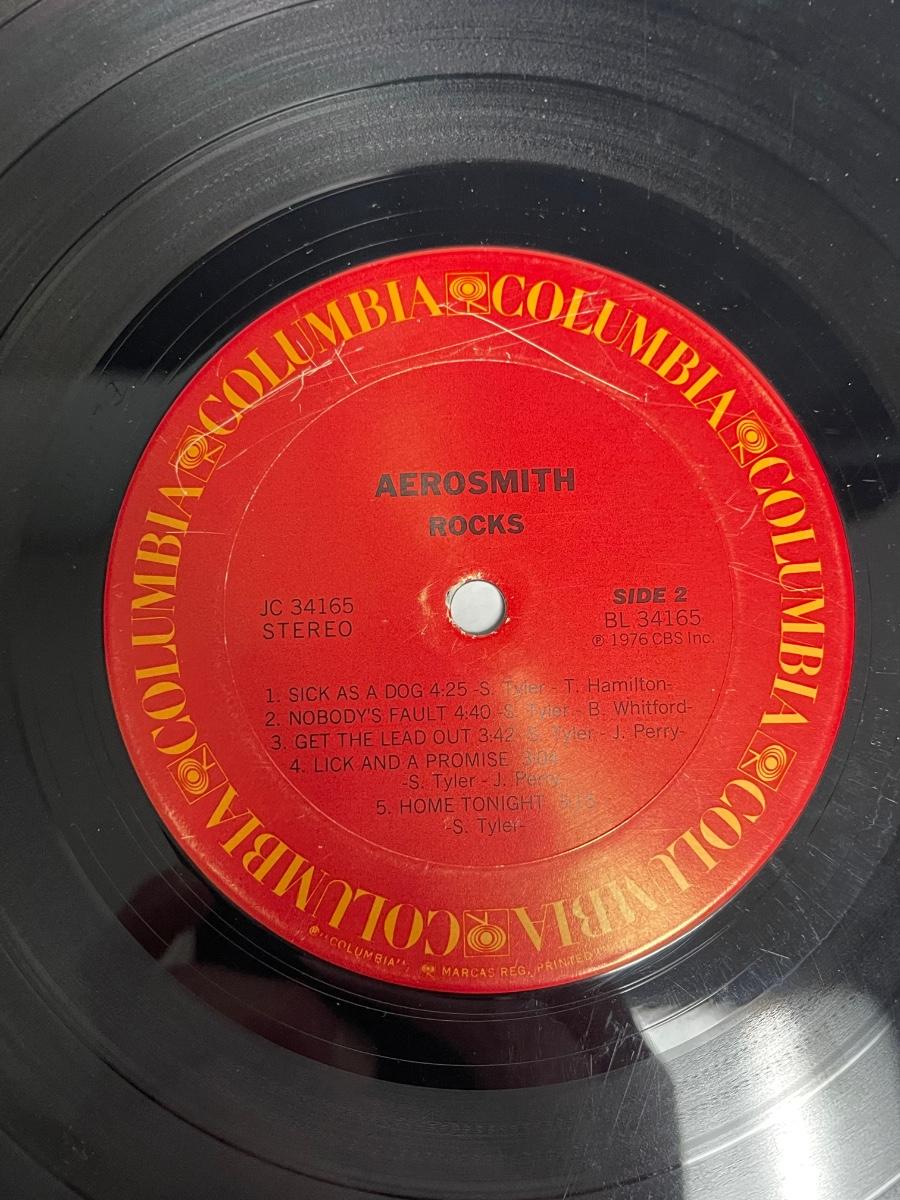 COLUMBIA COLUMBIA COLUMBIA COLUMBIA COLUMBIA COLUMBIA
AEROSMITH
ROCKS
JC 34165
STEREO
SIDE 2
BL 34165
℗ 1976 CBS Inc.
1. SICK AS A DOG 4:25 -S. Tyler - T. Hamilton-
2. NOBODY'S FAULT 4:40 -S. Tyler - B. Whitford-
3. GET THE LEAD OUT 3:42 -S. Tyler - J. Perry-
4. LICK AND A PROMISE 3:04
-S. Tyler - J. Perry-
5. HOME TONIGHT
-S. Tyler-
® "COLUMBIA", MARCAS REG. PRINTED